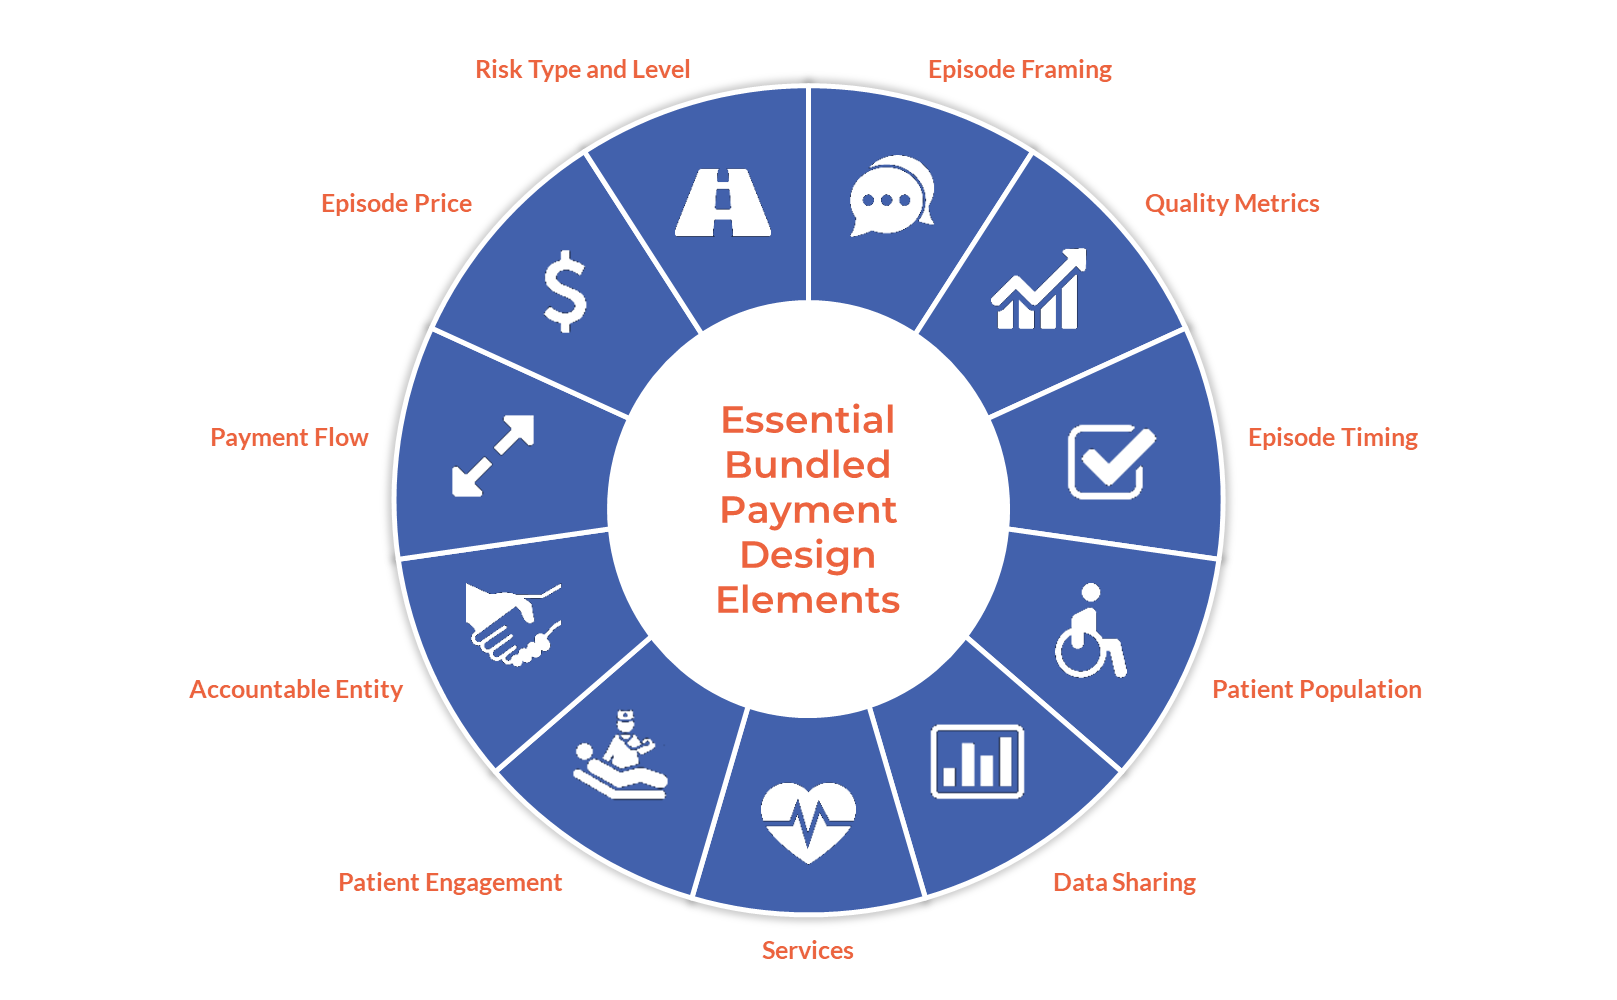 Risk Type and Level
Episode Framing
Episode Price
Quality Metrics
Payment Flow
Essential
Bundled
Payment
Design
Elements
Episode Timing
Accountable Entity
Patient Population
Patient Engagement
Data Sharing
Services